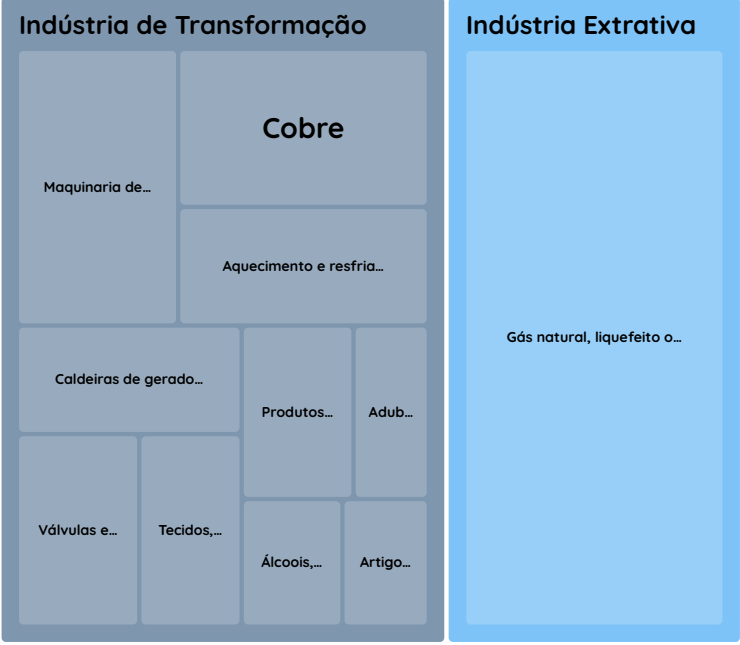 Indústria de Transformação
Maquinaria de…
Cobre
Aquecimento e resfria…
Caldeiras de gerado…
Produtos…
Adub…
Válvulas e…
Tecidos,…
Álcoois,…
Artigo…
Indústria Extrativa
Gás natural, liquefeito o…